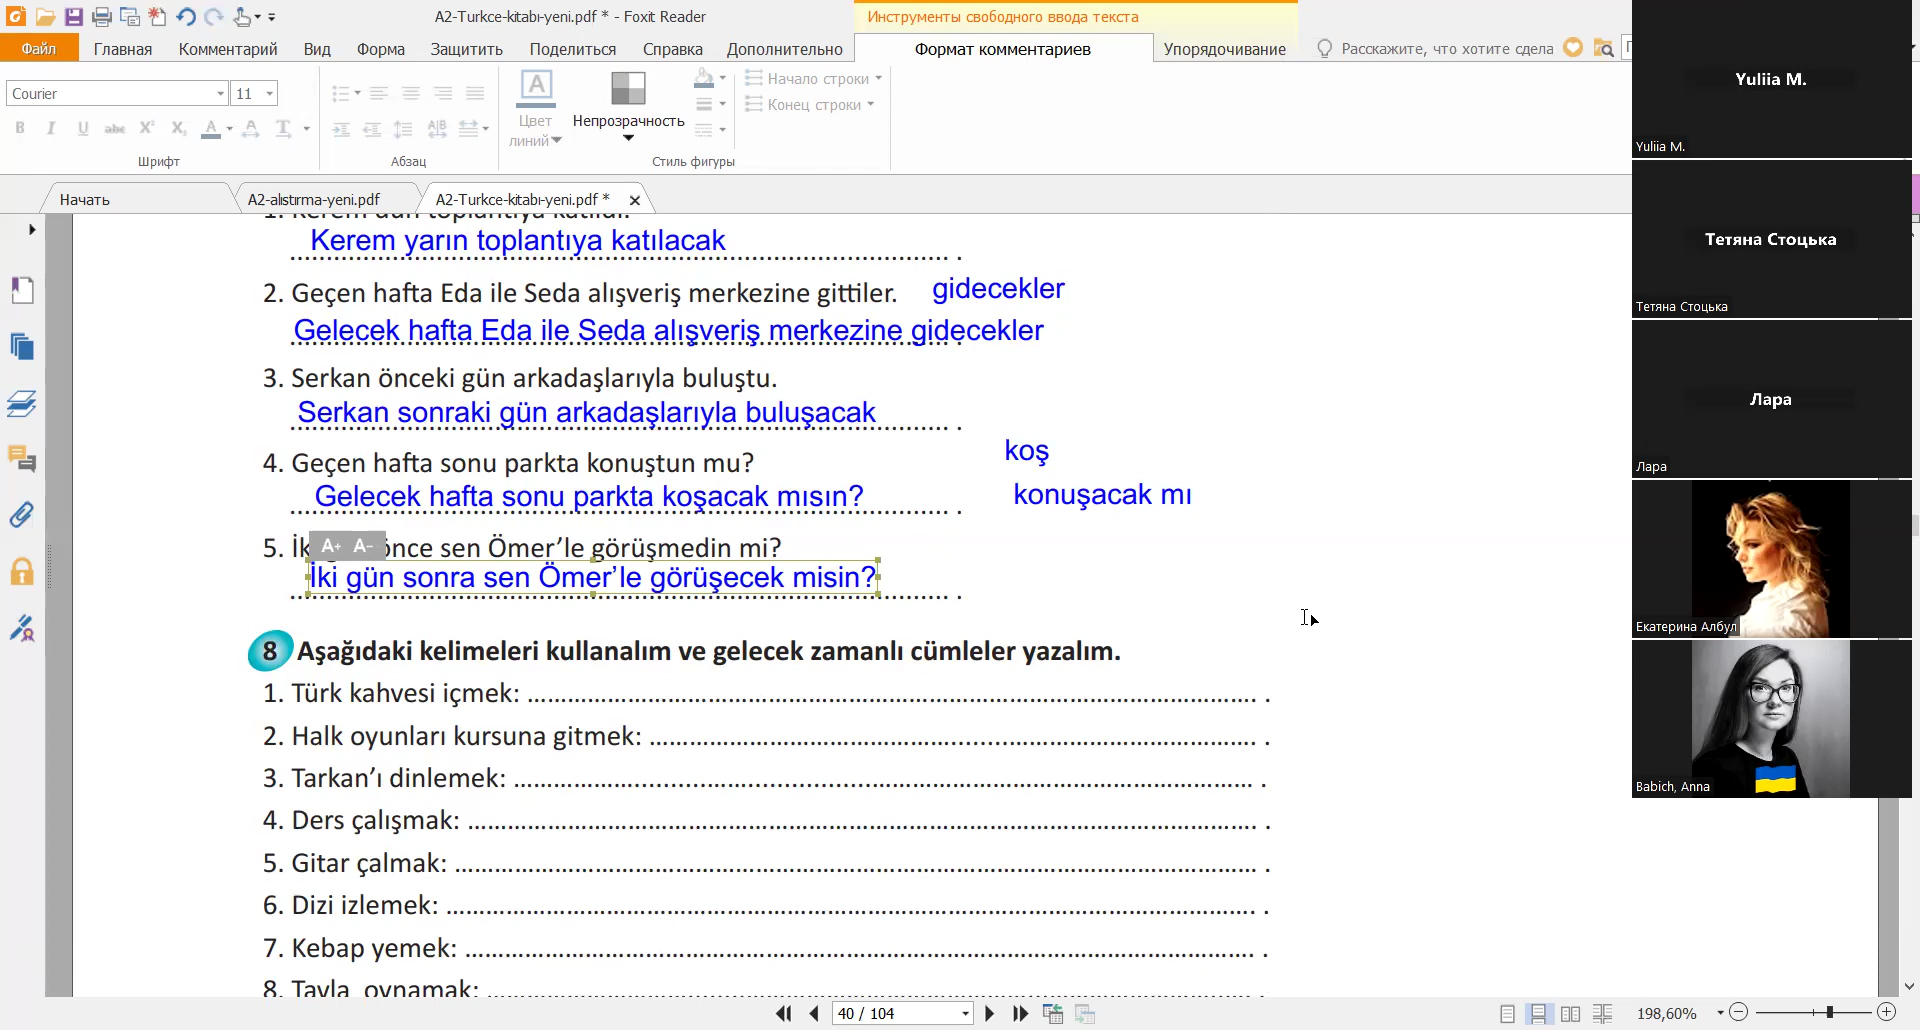 A2-Turkce-kitabı-yeni.pdf * - Foxit Reader
Инструменты свободного ввода текста
Файл Главная Комментарий Вид Форма Защитить Поделиться Справка Дополнительно Формат комментариев Упорядочивание Расскажите, что хотите сдела
Courier 11
Начало строки
Цвет линий
Непрозрачность
Конец строки
Шрифт Абзац Стиль фигуры
Начать A2-alıstırma-yeni.pdf A2-Turkce-kitabı-yeni.pdf *
1. Kerem dün toplantıya katıldı.
Kerem yarın toplantıya katılacak
2. Geçen hafta Eda ile Seda alışveriş merkezine gittiler. gidecekler
Gelecek hafta Eda ile Seda alışveriş merkezine gidecekler
3. Serkan önceki gün arkadaşlarıyla buluştu.
Serkan sonraki gün arkadaşlarıyla buluşacak
koş
4. Geçen hafta sonu parkta konuştun mu?
Gelecek hafta sonu parkta koşacak mısın? konuşacak mı
5. önce sen Ömer’le görüşmedin mi?
A+ A-
İki gün sonra sen Ömer’le görüşecek misin?
8 Aşağıdaki kelimeleri kullanalım ve gelecek zamanlı cümleler yazalım.
1. Türk kahvesi içmek:
2. Halk oyunları kursuna gitmek:
3. Tarkan’ı dinlemek:
4. Ders çalışmak:
5. Gitar çalmak:
6. Dizi izlemek:
7. Kebap yemek:
8. Tavla oynamak:
40 / 104
198,60%
Yuliia M.
Yuliia M.
Тетяна Стоцька
Тетяна Стоцька
Лара
Лара
Екатерина Албул
Babich, Anna